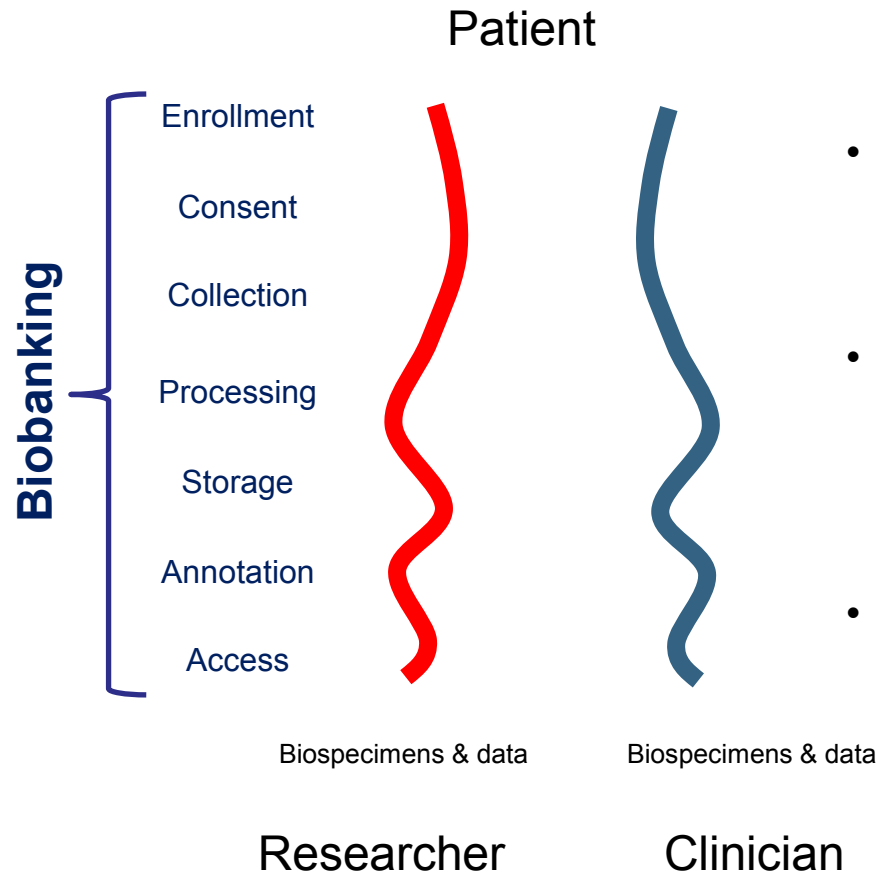 Patient
Biobanking
Enrollment
Consent
Collection
Processing
Storage
Annotation
Access
•
•
•
Biospecimens & data
Biospecimens & data
Researcher
Clinician